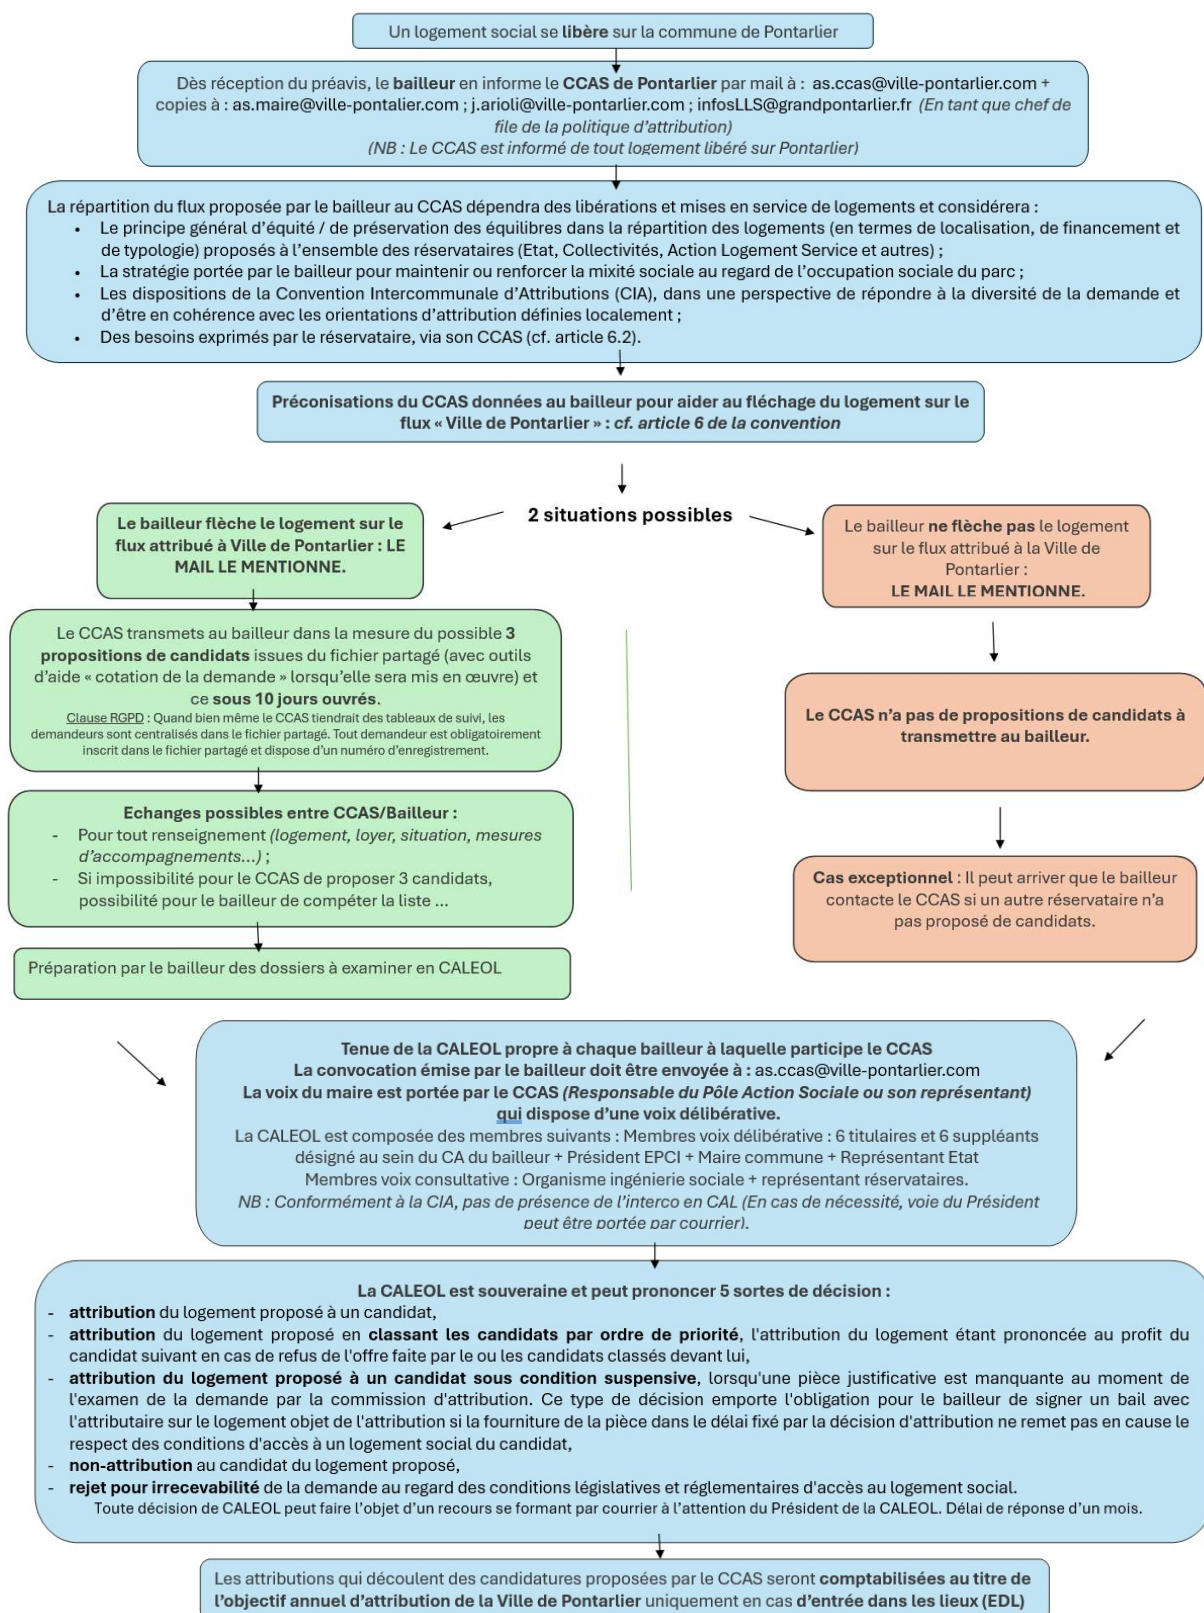 Un logement social se libère sur la commune de Pontarlier
Dès réception du préavis, le bailleur en informe le CCAS de Pontarlier par mail à : as.ccas@ville-pontarlier.com +
copies à : as.maire@ville-pontalier.com ; j.arioli@ville-pontarlier.com ; infosLLS@grandpontarlier.fr (En tant que chef de
file de la politique d'attribution)
(NB : Le CCAS est informé de tout logement libéré sur Pontarlier)
La répartition du flux proposée par le bailleur au CCAS dépendra des libérations et mises en service de logements et considérera :
• Le principe général d'équité / de préservation des équilibres dans la répartition des logements (en termes de localisation, de financement et
de typologie) proposés à l'ensemble des réservataires (Etat, Collectivités, Action Logement Service et autres) ;
• La stratégie portée par le bailleur pour maintenir ou renforcer la mixité sociale au regard de l'occupation sociale du parc ;
• Les dispositions de la Convention Intercommunale d'Attributions (CIA), dans une perspective de répondre à la diversité de la demande et
d'être en cohérence avec les orientations d'attribution définies localement ;
• Des besoins exprimés par le réservataire, via son CCAS (cf. article 6.2).
Préconisations du CCAS données au bailleur pour aider au fléchage du logement sur le
flux « Ville de Pontarlier » : cf. article 6 de la convention
2 situations possibles
Le bailleur flèche le logement sur le
flux attribué à Ville de Pontarlier : LE
MAIL LE MENTIONNE.
Le CCAS transmets au bailleur dans la mesure du possible 3
propositions de candidats issues du fichier partagé (avec outils
d'aide « cotation de la demande » lorsqu'elle sera mis en œuvre) et
ce sous 10 jours ouvrés.
Clause RGPD : Quand bien même le CCAS tiendrait des tableaux de suivi, les
demandeurs sont centralisés dans le fichier partagé. Tout demandeur est obligatoirement
inscrit dans le fichier partagé et dispose d'un numéro d'enregistrement.
Echanges possibles entre CCAS/Bailleur :
- Pour tout renseignement (logement, loyer, situation, mesures
d'accompagnements...) ;
- Si impossibilité pour le CCAS de proposer 3 candidats,
possibilité pour le bailleur de compéter la liste ...
Préparation par le bailleur des dossiers à examiner en CALEOL
Le bailleur ne flèche pas le logement
sur le flux attribué à la Ville de
Pontarlier :
LE MAIL LE MENTIONNE.
Le CCAS n'a pas de propositions de candidats à
transmettre au bailleur.
Cas exceptionnel : Il peut arriver que le bailleur
contacte le CCAS si un autre réservataire n'a
pas proposé de candidats.
Tenue de la CALEOL propre à chaque bailleur à laquelle participe le CCAS
La convocation émise par le bailleur doit être envoyée à : as.ccas@ville-pontarlier.com
La voix du maire est portée par le CCAS (Responsable du Pôle Action Sociale ou son représentant)
qui dispose d'une voix délibérative.
La CALEOL est composée des membres suivants : Membres voix délibérative : 6 titulaires et 6 suppléants
désigné au sein du CA du bailleur + Président EPCI + Maire commune + Représentant Etat
Membres voix consultative : Organisme ingénierie sociale + représentant réservataires.
NB : Conformément à la CIA, pas de présence de l'interco en CAL (En cas de nécessité, voie du Président
peut être portée par courrier).
La CALEOL est souveraine et peut prononcer 5 sortes de décision :
- attribution du logement proposé à un candidat,
- attribution du logement proposé en classant les candidats par ordre de priorité, l'attribution du logement étant prononcée au profit du
candidat suivant en cas de refus de l'offre faite par le ou les candidats classés devant lui,
- attribution du logement proposé à un candidat sous condition suspensive, lorsqu'une pièce justificative est manquante au moment de
l'examen de la demande par la commission d'attribution. Ce type de décision emporte l'obligation pour le bailleur de signer un bail avec
l'attributaire sur le logement objet de l'attribution si la fourniture de la pièce dans le délai fixé par la décision d'attribution ne remet pas en cause le
respect des conditions d'accès à un logement social du candidat,
- non-attribution au candidat du logement proposé,
- rejet pour irrecevabilité de la demande au regard des conditions législatives et réglementaires d'accès au logement social.
Toute décision de CALEOL peut faire l'objet d'un recours se formant par courrier à l'attention du Président de la CALEOL. Délai de réponse d'un mois.
Les attributions qui découlent des candidatures proposées par le CCAS seront comptabilisées au titre de
l'objectif annuel d'attribution de la Ville de Pontarlier uniquement en cas d'entrée dans les lieux (EDL)